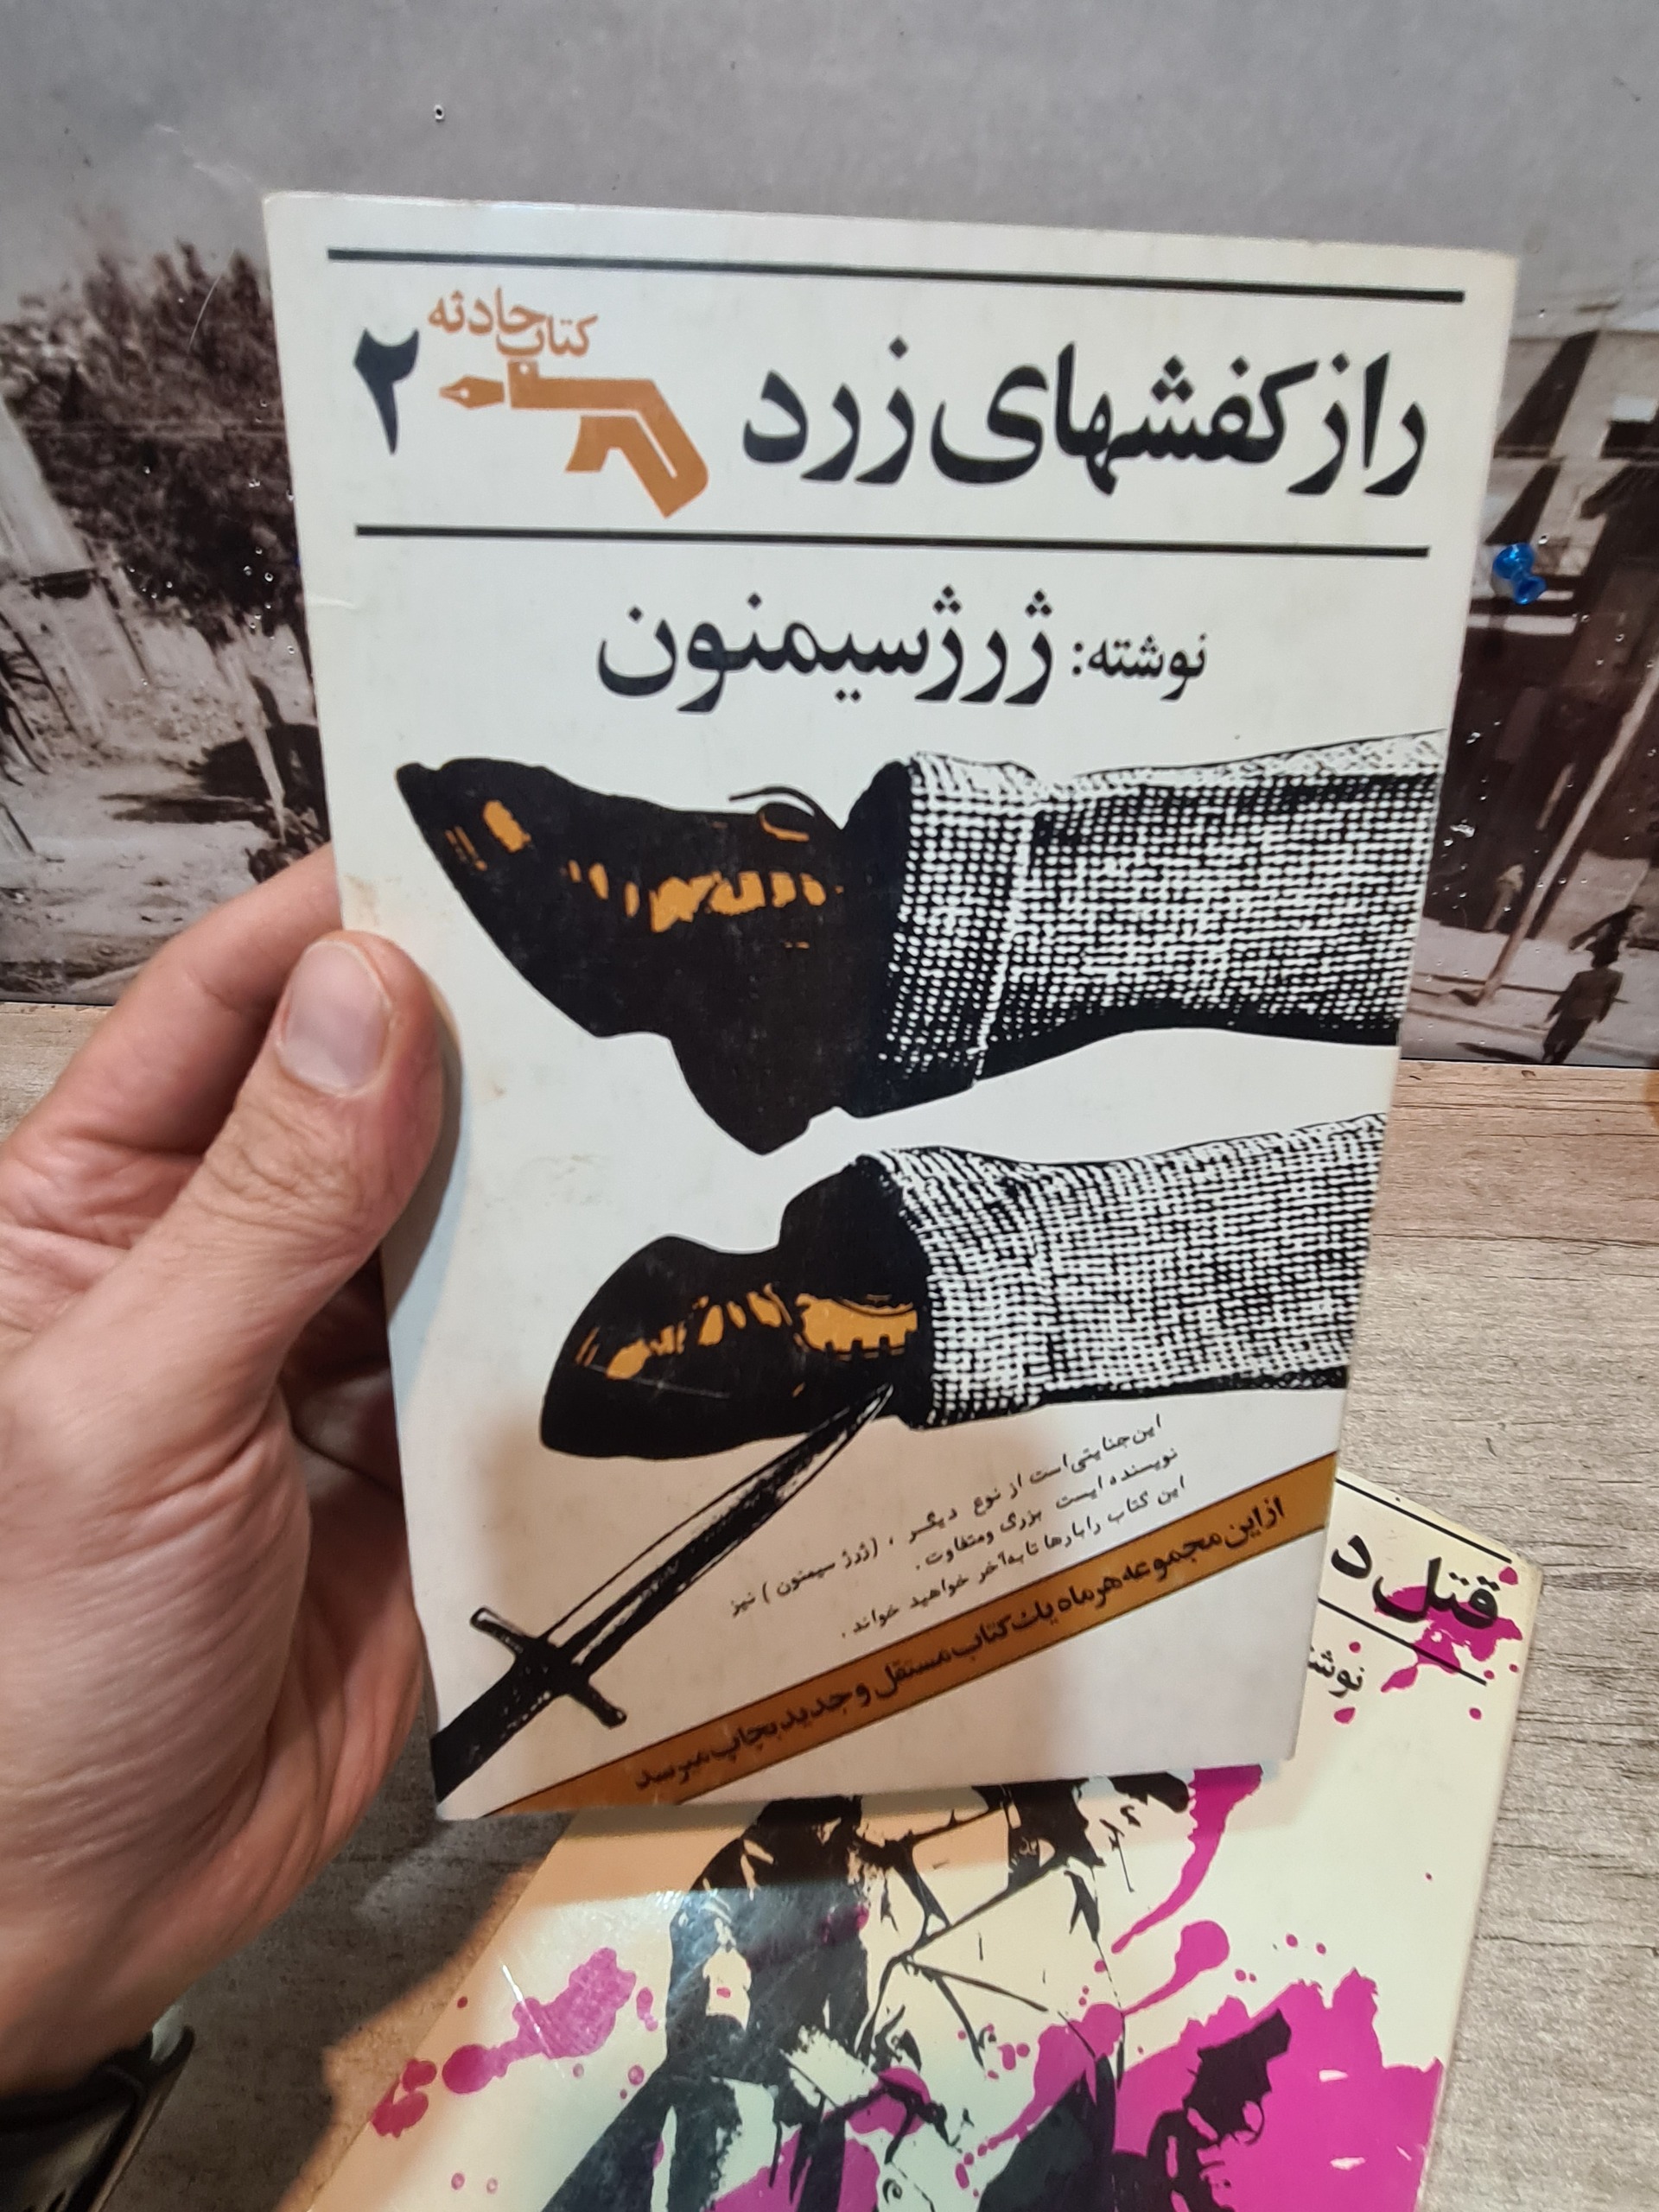 راز کفشهای زرد
کتاب حادثه
۲
نوشته: ژرژ سیمنون
این جنایتی است از نوع دیگر ، (ژرژ سیمنون) نیز
نویسنده ایست بزرگ و متفاوت .
این کتاب را بارها تا به آخر خواهید خواند .
از این مجموعه هر ماه یک کتاب مستقل و جدید بچاپ میرسد
قتل د
نوشت